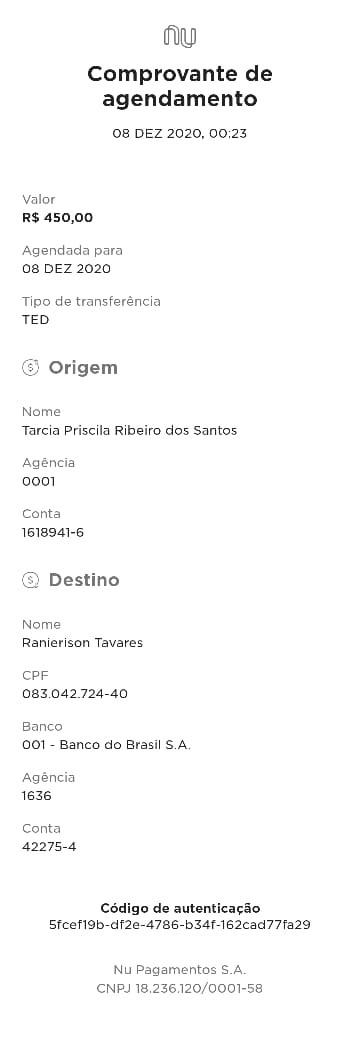 nu
Comprovante de
agendamento
08 DEZ 2020, 00:23
Valor
R$ 450,00
Agendada para
08 DEZ 2020
Tipo de transferência
TED
Origem
Nome
Tarcia Priscila Ribeiro dos Santos
Agência
0001
Conta
1618941-6
Destino
Nome
Ranierison Tavares
CPF
083.042.724-40
Banco
001 - Banco do Brasil S.A.
Agência
1636
Conta
42275-4
Código de autenticação
5fcef19b-df2e-4786-b34f-162cad77fa29
Nu Pagamentos S.A.
CNPJ 18.236.120/0001-58